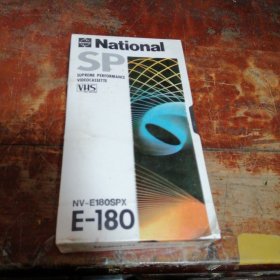 National
SP
SUPREME PERFORMANCE
VIDEOCASSETTE
VHS
NV-E180SPX
E-180